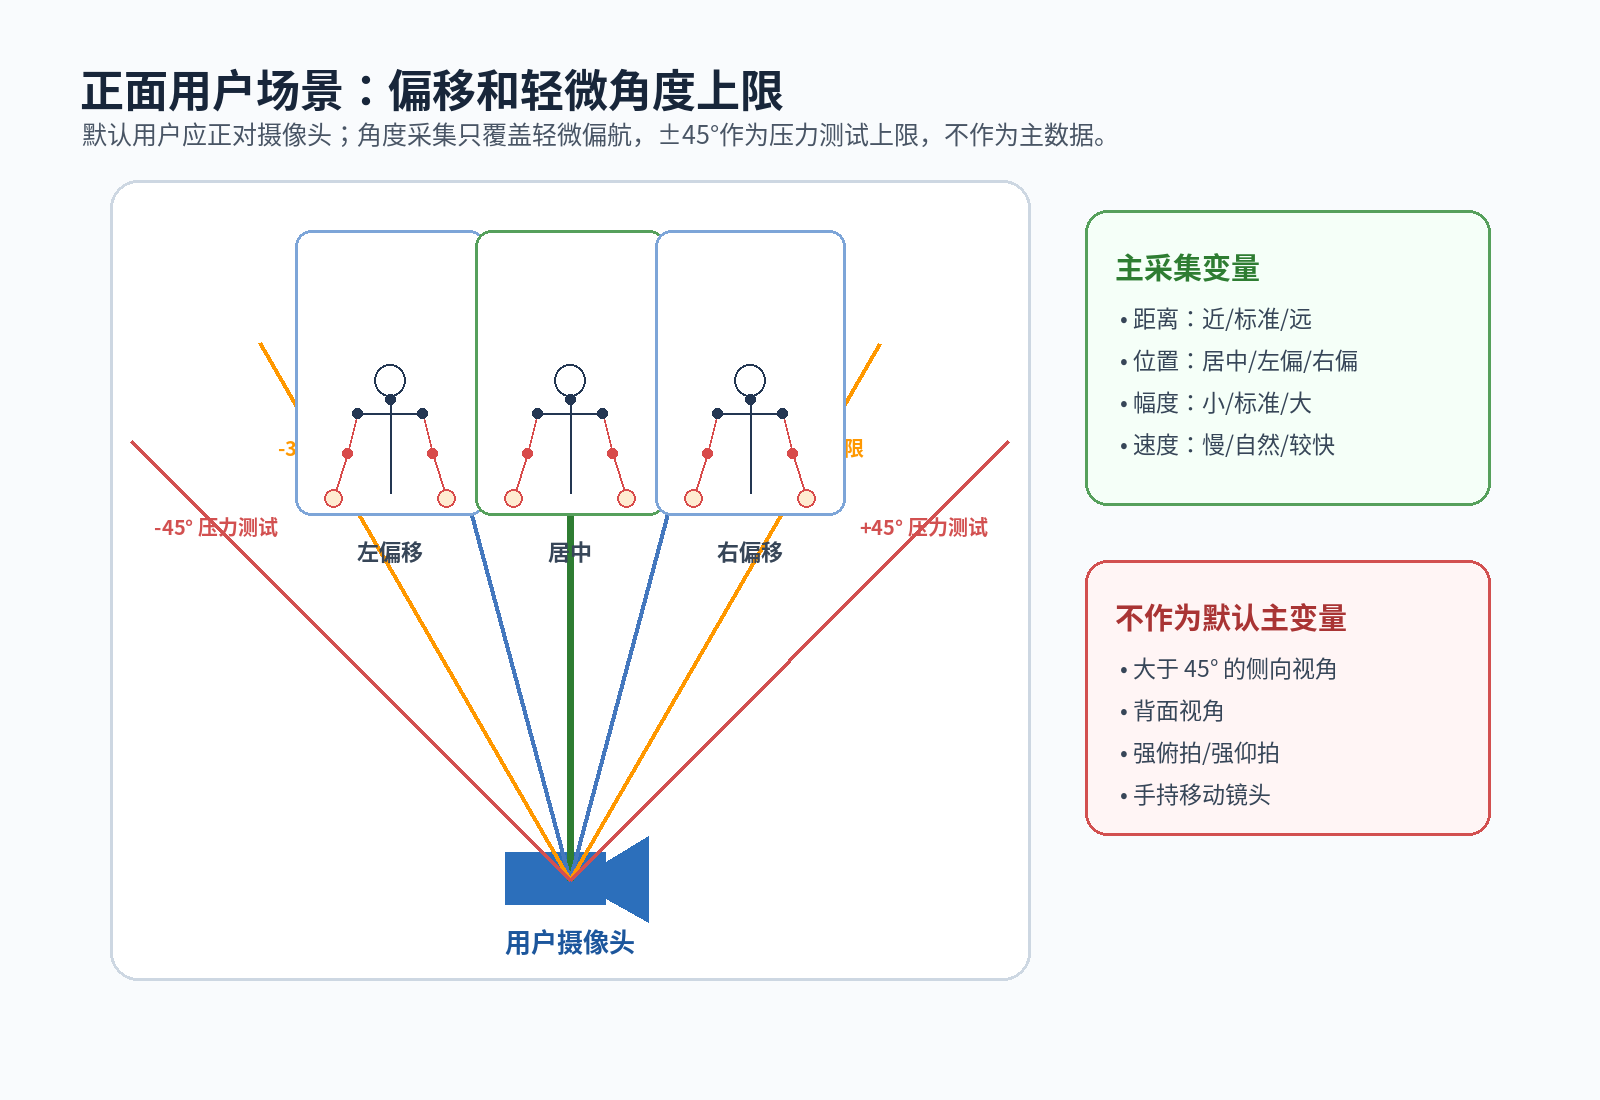 正面用户场景：偏移和轻微角度上限
默认用户应正对摄像头；角度采集只覆盖轻微偏航，±45°作为压力测试上限，不作为主数据。
-3
限
-45° 压力测试
+45° 压力测试
左偏移
居中
右偏移
用户摄像头
主采集变量
• 距离：近/标准/远
• 位置：居中/左偏/右偏
• 幅度：小/标准/大
• 速度：慢/自然/较快
不作为默认主变量
• 大于 45° 的侧向视角
• 背面视角
• 强俯拍/强仰拍
• 手持移动镜头